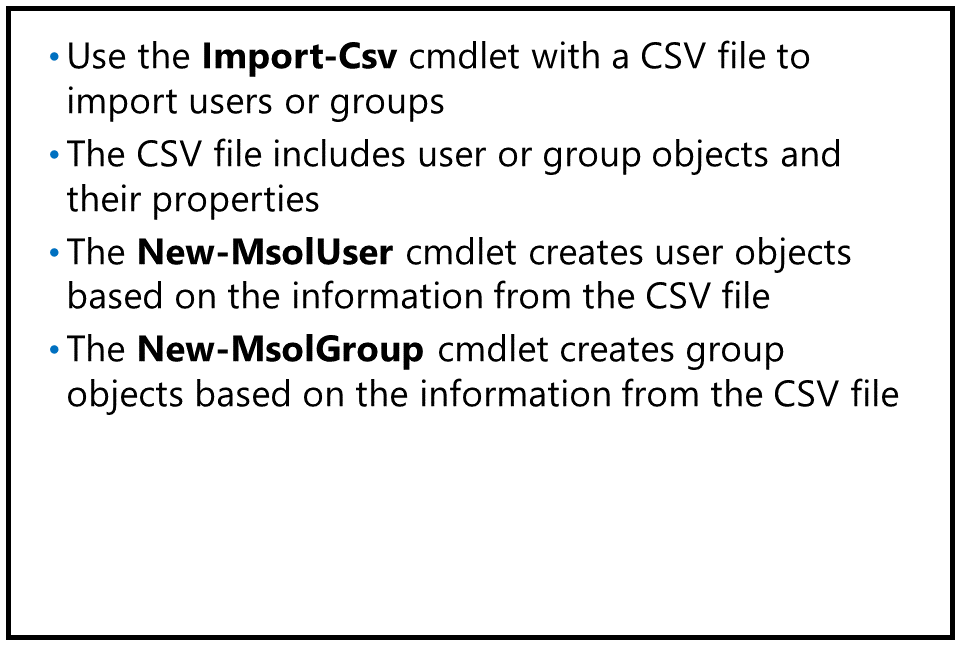 • Use the Import-Csv cmdlet with a CSV file to
import users or groups
• The CSV file includes user or group objects and
their properties
• The New-MsolUser cmdlet creates user objects
based on the information from the CSV file
• The New-MsolGroup cmdlet creates group
objects based on the information from the CSV file